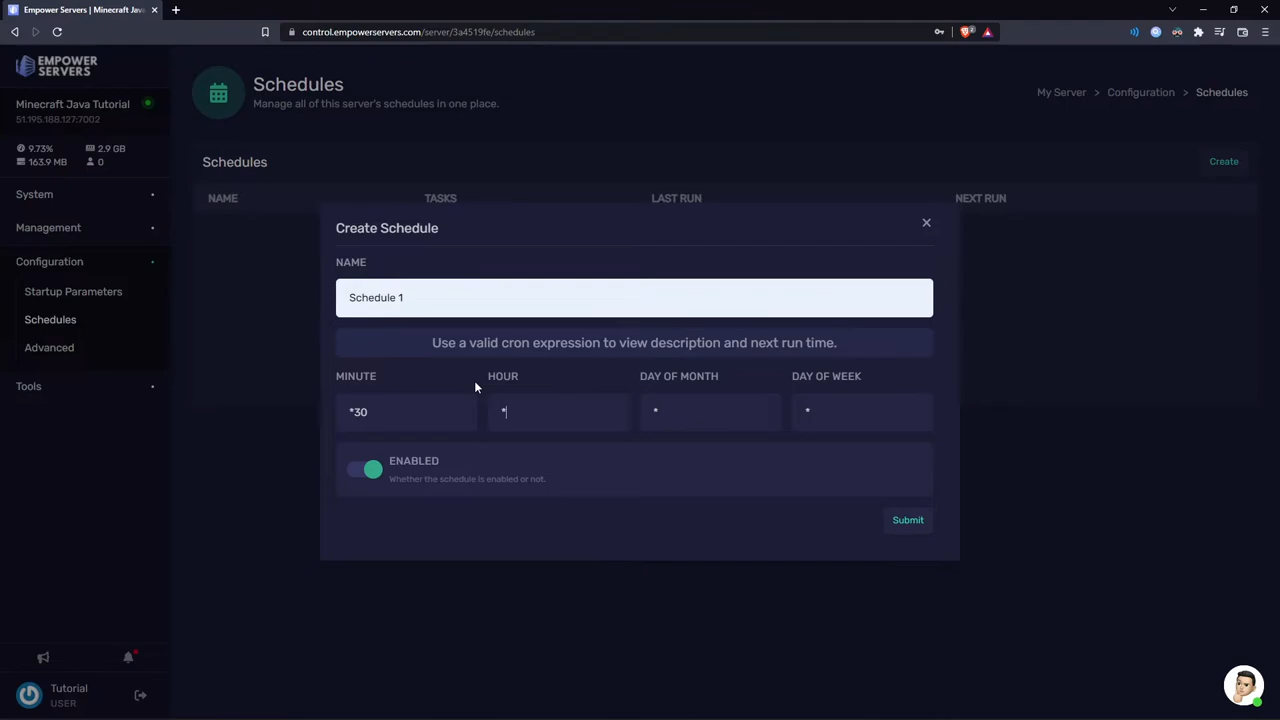 Empower Servers | Minecraft Jav
control.empowerservers.com/server/3a4519fe/schedules
EMPOWER
SERVERS
Minecraft Java Tutorial
51.195.188.127:7002
9.73%
2.9 GB
163.9 MB
0
System
Management
Configuration
Startup Parameters
Schedules
Advanced
Tools
Tutorial
USER
Schedules
Manage all of this server's schedules in one place.
My Server > Configuration > Schedules
Schedules
Create
NAME
TASKS
LAST RUN
NEXT RUN
Create Schedule
NAME
Schedule 1
Use a valid cron expression to view description and next run time.
MINUTE
HOUR
DAY OF MONTH
DAY OF WEEK
*30
*
*
*
ENABLED
Whether the schedule is enabled or not.
Submit